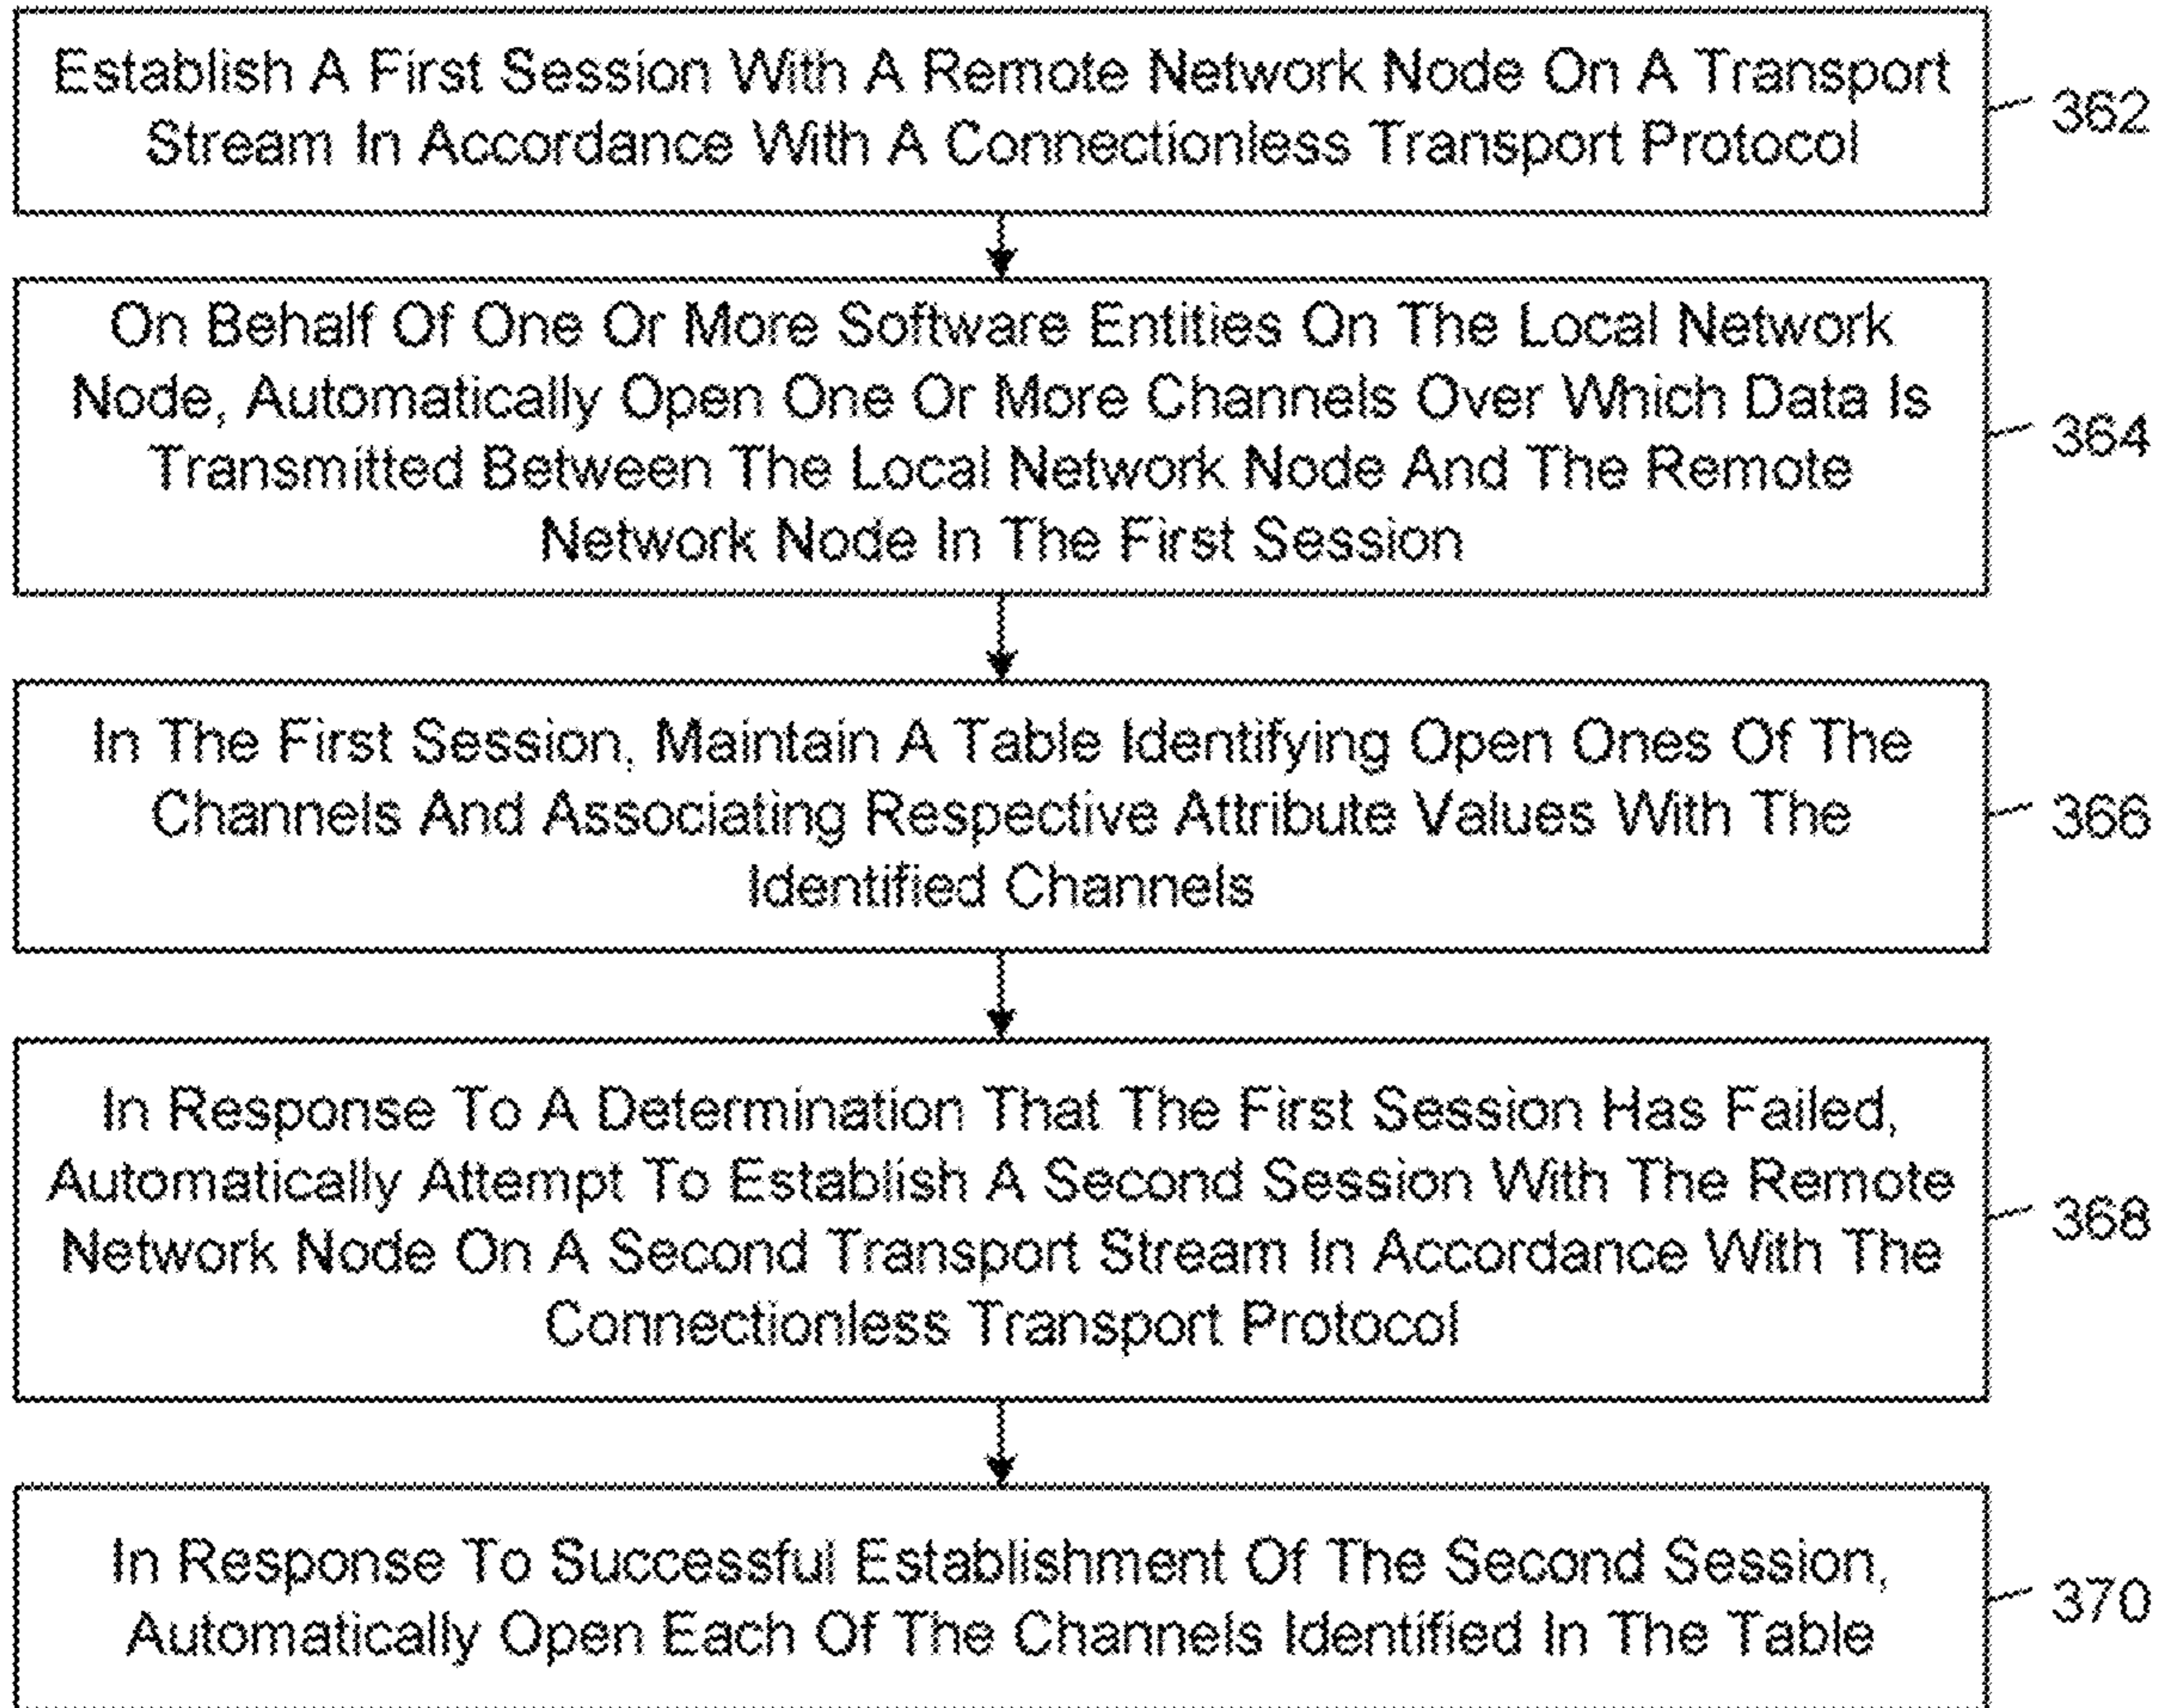 Establish A First Session With A Remote Network Node On A Transport
Stream In Accordance With A Connectionless Transport Protocol
362
On Behalf Of One Or More Software Entities On The Local Network
Node, Automatically Open One Or More Channels Over Which Data Is
Transmitted Between The Local Network Node And The Remote
Network Node In The First Session
364
In The First Session, Maintain A Table Identifying Open Ones Of The
Channels And Associating Respective Attribute Values With The
Identified Channels
366
In Response To A Determination That The First Session Has Failed,
Automatically Attempt To Establish A Second Session With The Remote
Network Node On A Second Transport Stream In Accordance With The
Connectionless Transport Protocol
368
In Response To Successful Establishment Of The Second Session,
Automatically Open Each Of The Channels Identified In The Table
370